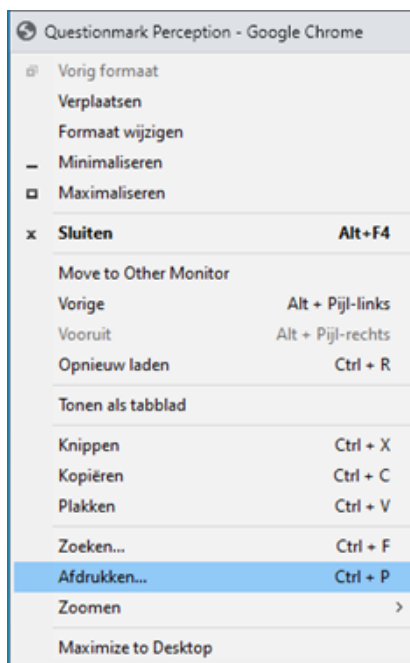 Questionmark Perception - Google Chrome
Vorig formaat
Verplaatsen
Formaat wijzigen
Minimaliseren
Maximaliseren
Sluiten Alt+F4
Move to Other Monitor
Vorige Alt + Pijl-links
Vooruit Alt + Pijl-rechts
Opnieuw laden Ctrl + R
Tonen als tabblad
Knippen Ctrl + X
Kopiëren Ctrl + C
Plakken Ctrl + V
Zoeken... Ctrl + F
Afdrukken... Ctrl + P
Zoomen
Maximize to Desktop